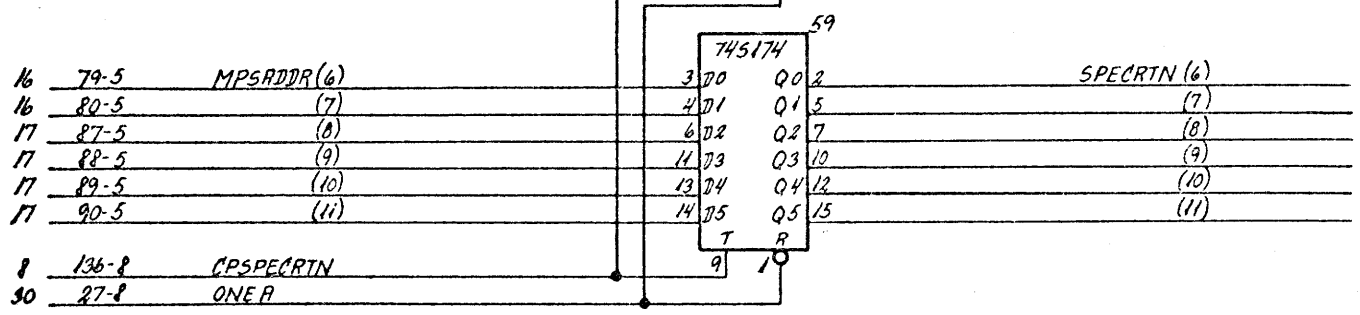 59
74S174
16 79-5 MPSADDR(6) 3 D0 Q0 2 SPECRTN(6)
16 80-5 (7) 4 D1 Q1 5 (7)
17 87-5 (8) 6 D2 Q2 7 (8)
17 88-5 (9) 11 D3 Q3 10 (9)
17 89-5 (10) 13 D4 Q4 12 (10)
17 90-5 (11) 14 D5 Q5 15 (11)
T R
9 1
8 136-8 CPSPECRTN
30 27-8 ONEA